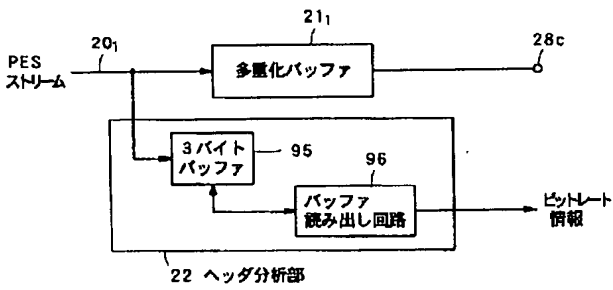 20₁
21₁
28c
PES
ストリーム
多重化バッファ
3バイト
バッファ
95
96
バッファ
読み出し回路
ビットレート
情報
22 ヘッダ分析部